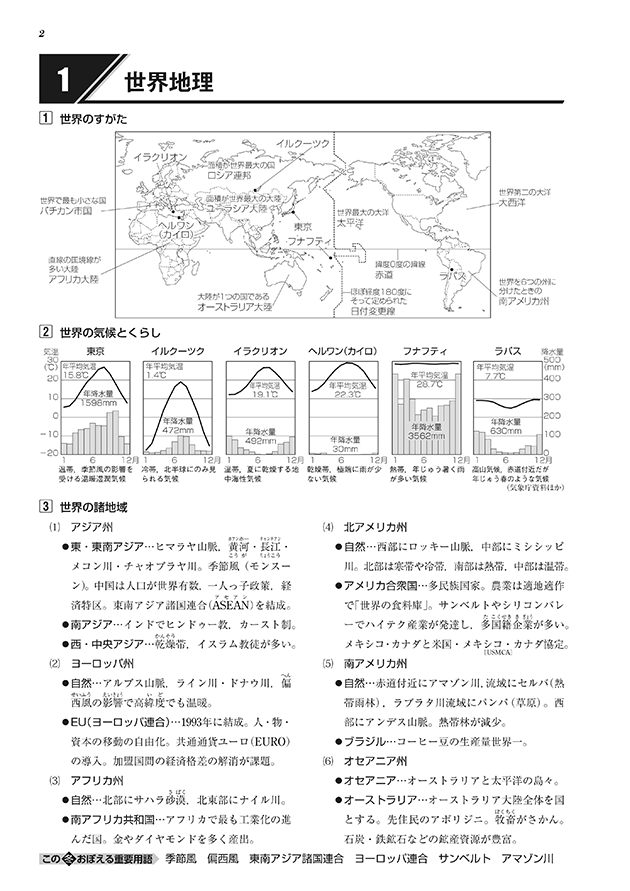 2
1 世界地理
1 世界のすがた
イラクリオン
イルクーツク
面積が世界最大の国
ロシア連邦
世界で最も小さな国
バチカン市国
面積が世界最大の大陸
ユーラシア大陸
ヘルワン
(カイロ)
東京
フナフティ
世界最大の大洋
太平洋
世界第二の大洋
大西洋
直線の国境線が
多い大陸
アフリカ大陸
緯度0度の緯線
赤道
ラパス
大陸が1つの国である
オーストラリア大陸
ほぼ経度180度に
そって定められた
日付変更線
世界を6つの州に
分けたときの
南アメリカ州
2 世界の気候とくらし
気温
30
(℃)
20
10
0
-10
-20
東京
年平均気温
15.8℃
年降水量
1598mm
1 6 12月
温帯，季節風の影響を
受ける温暖湿潤気候
イルクーツク
年平均気温
1.4℃
年降水量
472mm
1 6 12月
冷帯，北半球にのみ見
られる気候
イラクリオン
年平均気温
19.1℃
年降水量
492mm
1 6 12月
温帯，夏に乾燥する地
中海性気候
ヘルワン(カイロ)
年平均気温
22.3℃
年降水量
30mm
1 6 12月
乾燥帯，極端に雨が少
ない気候
フナフティ
年平均気温
28.7℃
年降水量
3562mm
1 6 12月
熱帯，年じゅう暑く雨
が多い気候
ラパス
年平均気温
7.7℃
年降水量
630mm
1 6 12月
高山気候，赤道付近だが
年じゅう春のような気候
降水量
500
(mm)
400
300
200
100
0
(気象庁資料ほか)
3 世界の諸地域
(1) アジア州
●東・東南アジア…ヒマラヤ山脈，黄河・長江・
メコン川・チャオプラヤ川。季節風（モンスー
ン）。中国は人口が世界有数，一人っ子政策，経
済特区。東南アジア諸国連合(ASEAN)を結成。
●南アジア…インドでヒンドゥー教，カースト制。
●西・中央アジア…乾燥帯，イスラム教徒が多い。
(2) ヨーロッパ州
●自然…アルプス山脈，ライン川・ドナウ川，偏
西風の影響で高緯度でも温暖。
●EU(ヨーロッパ連合)…1993年に結成。人・物・
資本の移動の自由化。共通通貨ユーロ(EURO)
の導入。加盟国間の経済格差の解消が課題。
(3) アフリカ州
●自然…北部にサハラ砂漠，北東部にナイル川。
●南アフリカ共和国…アフリカで最も工業化の進
んだ国。金やダイヤモンドを多く産出。
(4) 北アメリカ州
●自然…西部にロッキー山脈，中部にミシシッピ
川。北部は寒帯や冷帯，南部は熱帯，中部は温帯。
●アメリカ合衆国…多民族国家。農業は適地適作
で「世界の食料庫」。サンベルトやシリコンバレ
ーでハイテク産業が発達し，多国籍企業が多い。
メキシコ・カナダと米国・メキシコ・カナダ協定。
(USMCA)
(5) 南アメリカ州
●自然…赤道付近にアマゾン川，流域にセルバ(熱
帯雨林)，ラプラタ川流域にパンパ（草原）。西
部にアンデス山脈。熱帯林が減少。
●ブラジル…コーヒー豆の生産量世界一。
(6) オセアニア州
●オセアニア…オーストラリアと太平洋の島々。
●オーストラリア…オーストラリア大陸全体を国
とする。先住民のアボリジニ。牧畜がさかん。
石炭・鉄鉱石などの鉱産資源が豊富。
この会おぼえる重要用語 季節風 偏西風 東南アジア諸国連合 ヨーロッパ連合 サンベルト アマゾン川